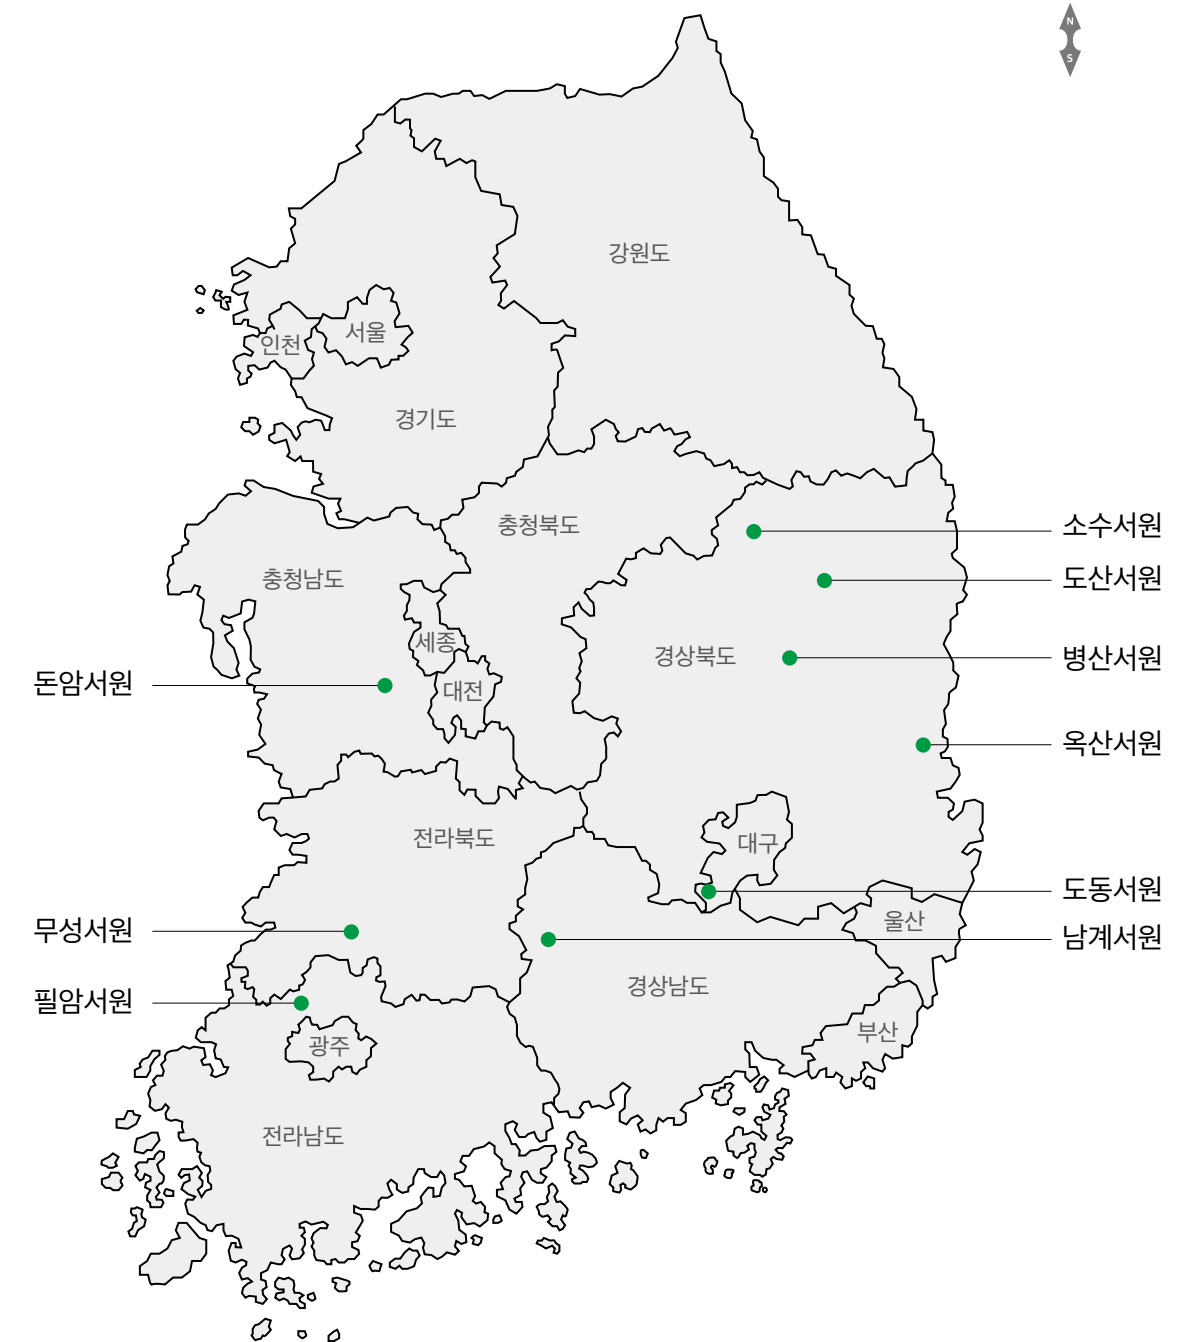 N
S
강원도
서울
인천
경기도
충청북도
소수서원
충청남도
도산서원
세종
경상북도
병산서원
돈암서원
대전
옥산서원
전라북도
대구
도동서원
무성서원
울산
남계서원
경상남도
필암서원
부산
광주
전라남도